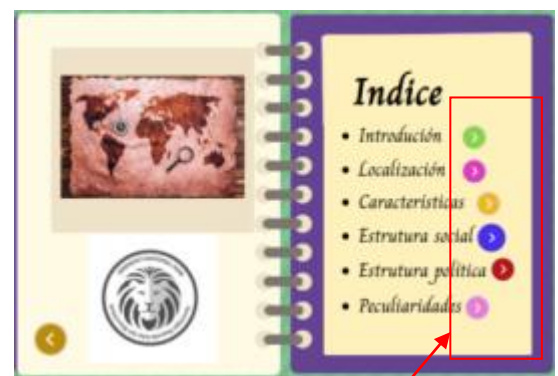 Indice
• Introdución
• Localización
• Características
• Estrutura social
• Estrutura política
• Peculiaridades